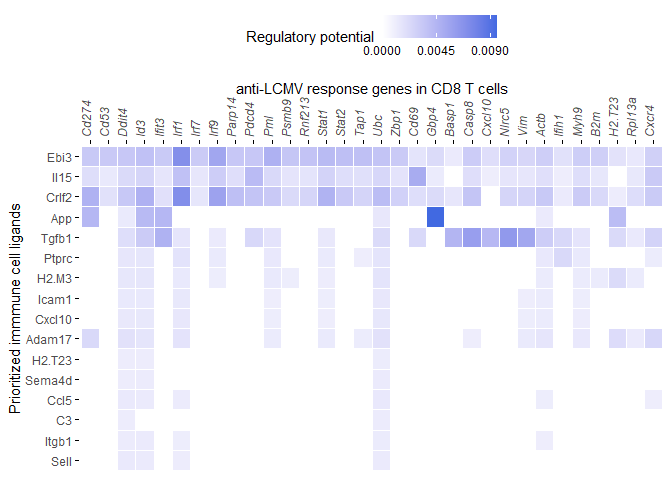 Regulatory potential
0.0000 0.0045 0.0090
anti-LCMV response genes in CD8 T cells
Cd274 Cd53 Ddit4 Id3 Ifit3 Irf1 Irf7 Irf9 Parp14 Pdcd4 Pml Psmb9 Rnf213 Stat1 Stat2 Tap1 Ubc Zbp1 Cd69 Gbp4 Basp1 Casp8 Cxcl10 Nlrc5 Vim Actb Ifih1 Myh9 B2m H2.T23 Rpl13a Cxcr4
Prioritized immmune cell ligands
Ebi3
Il15
Crlf2
App
Tgfb1
Ptprc
H2.M3
Icam1
Cxcl10
Adam17
H2.T23
Sema4d
Ccl5
C3
Itgb1
Sell